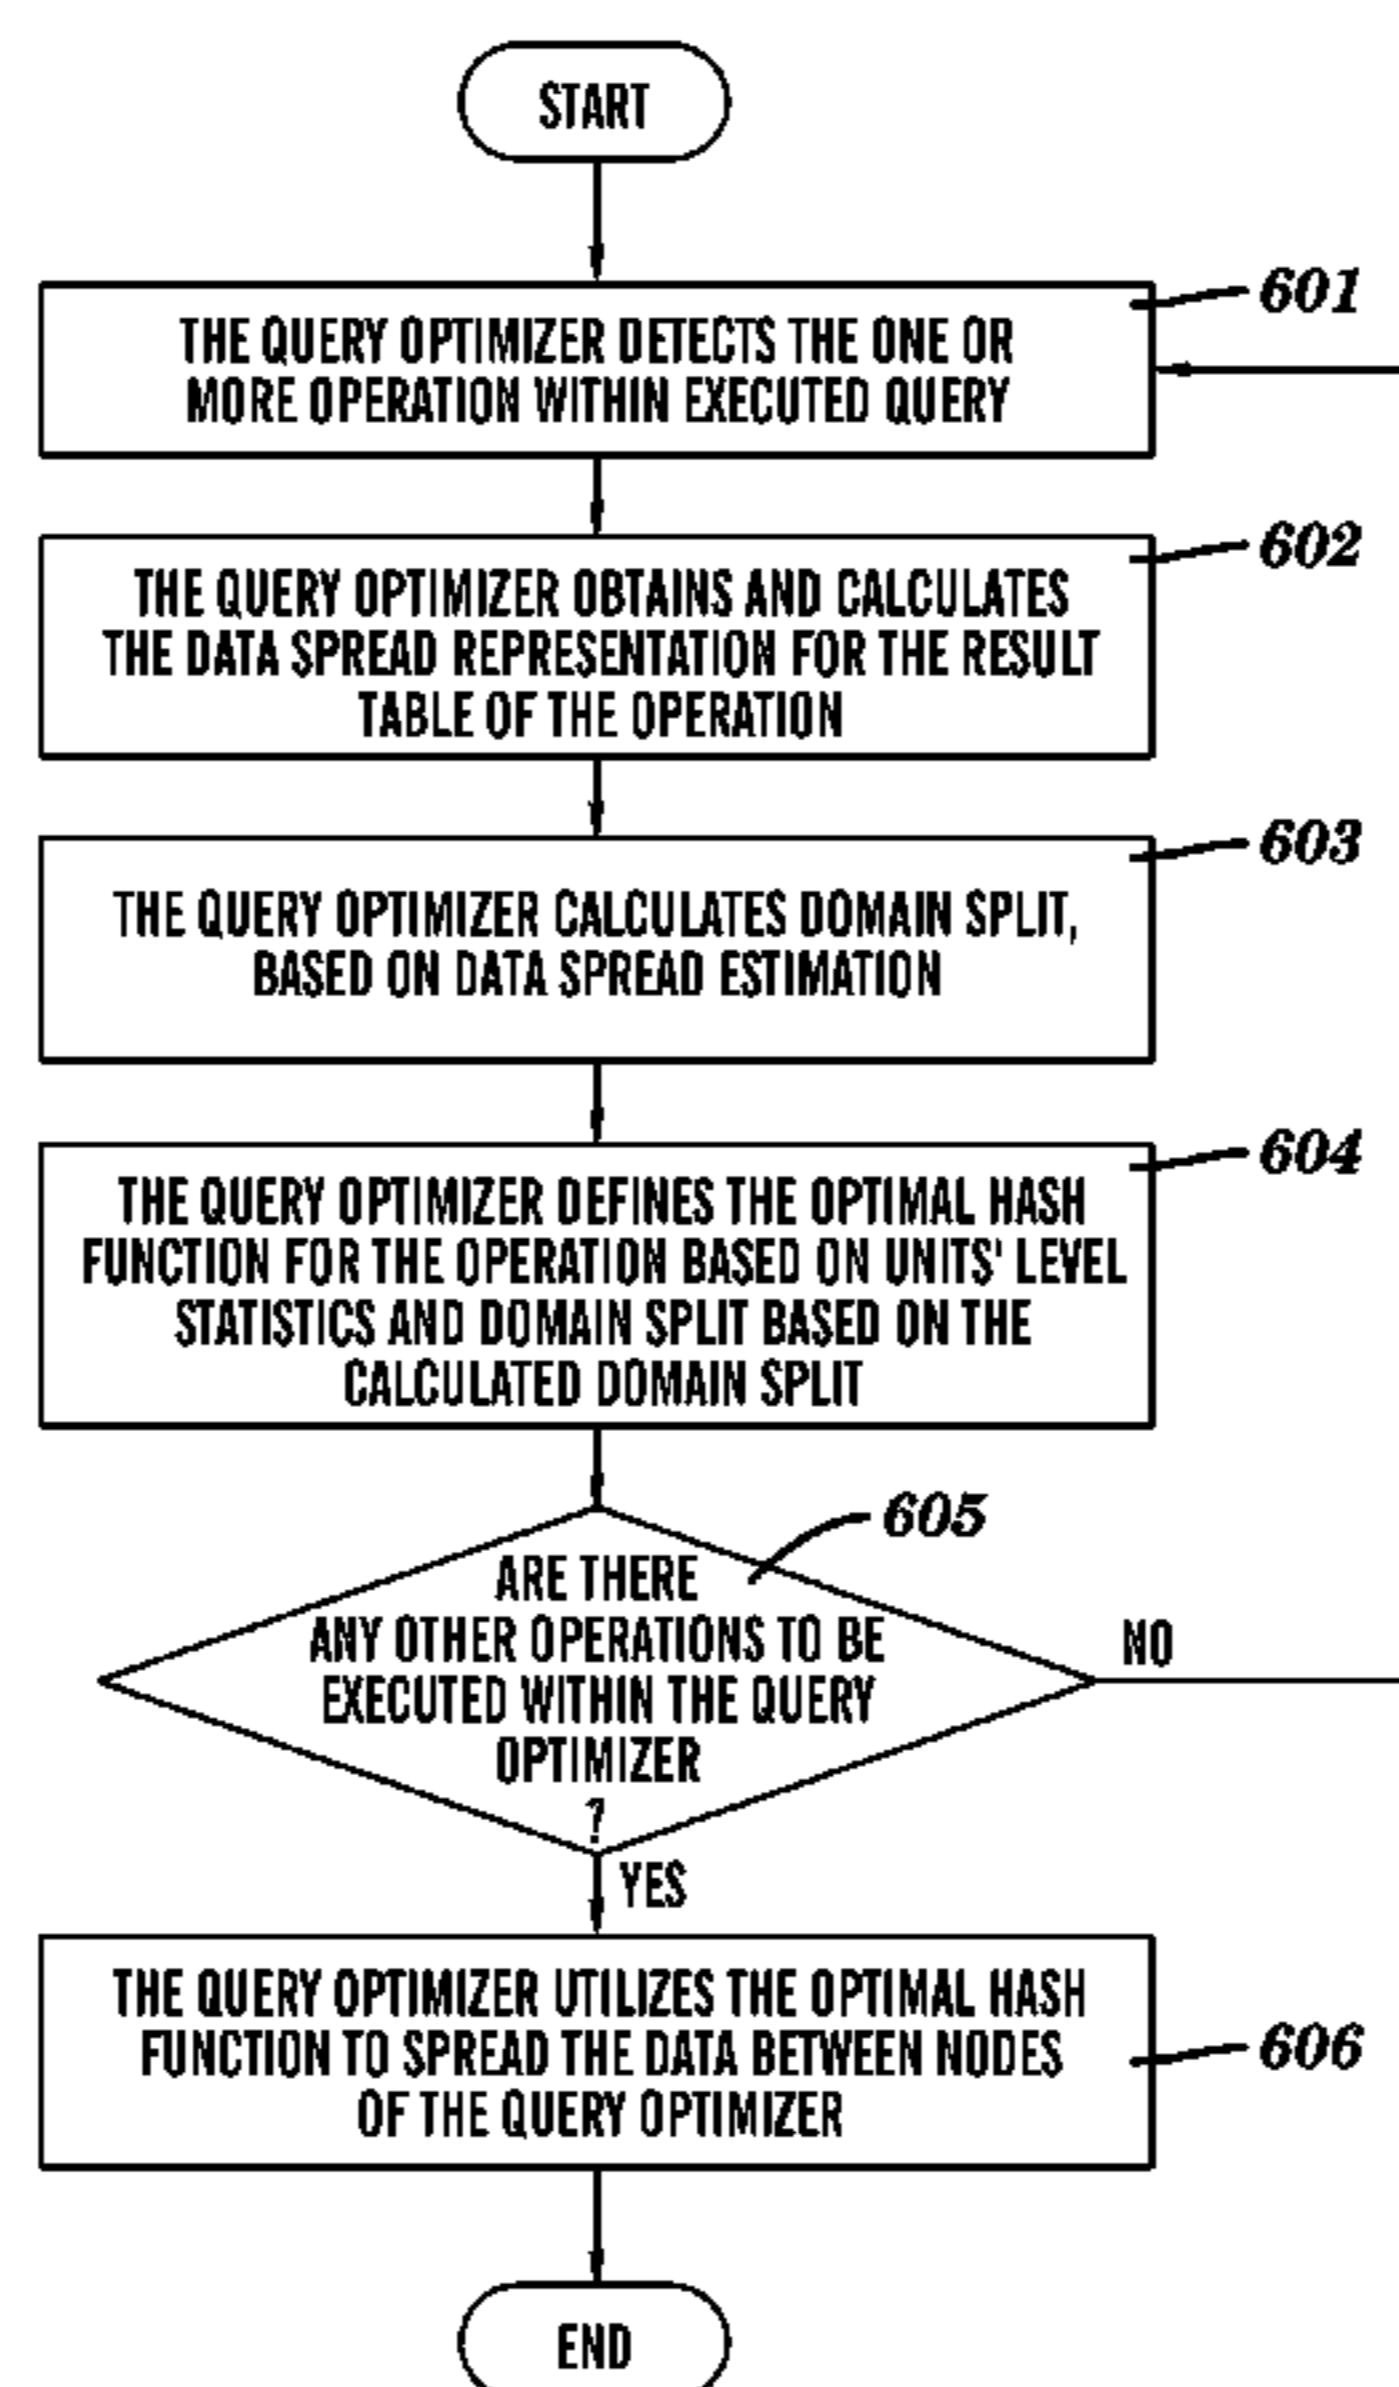 START
601
THE QUERY OPTIMIZER DETECTS THE ONE OR
MORE OPERATION WITHIN EXECUTED QUERY
602
THE QUERY OPTIMIZER OBTAINS AND CALCULATES
THE DATA SPREAD REPRESENTATION FOR THE RESULT
TABLE OF THE OPERATION
603
THE QUERY OPTIMIZER CALCULATES DOMAIN SPLIT,
BASED ON DATA SPREAD ESTIMATION
604
THE QUERY OPTIMIZER DEFINES THE OPTIMAL HASH
FUNCTION FOR THE OPERATION BASED ON UNITS' LEVEL
STATISTICS AND DOMAIN SPLIT BASED ON THE
CALCULATED DOMAIN SPLIT
605
ARE THERE
ANY OTHER OPERATIONS TO BE
EXECUTED WITHIN THE QUERY
OPTIMIZER
?
NO
YES
THE QUERY OPTIMIZER UTILIZES THE OPTIMAL HASH
FUNCTION TO SPREAD THE DATA BETWEEN NODES
OF THE QUERY OPTIMIZER
606
END